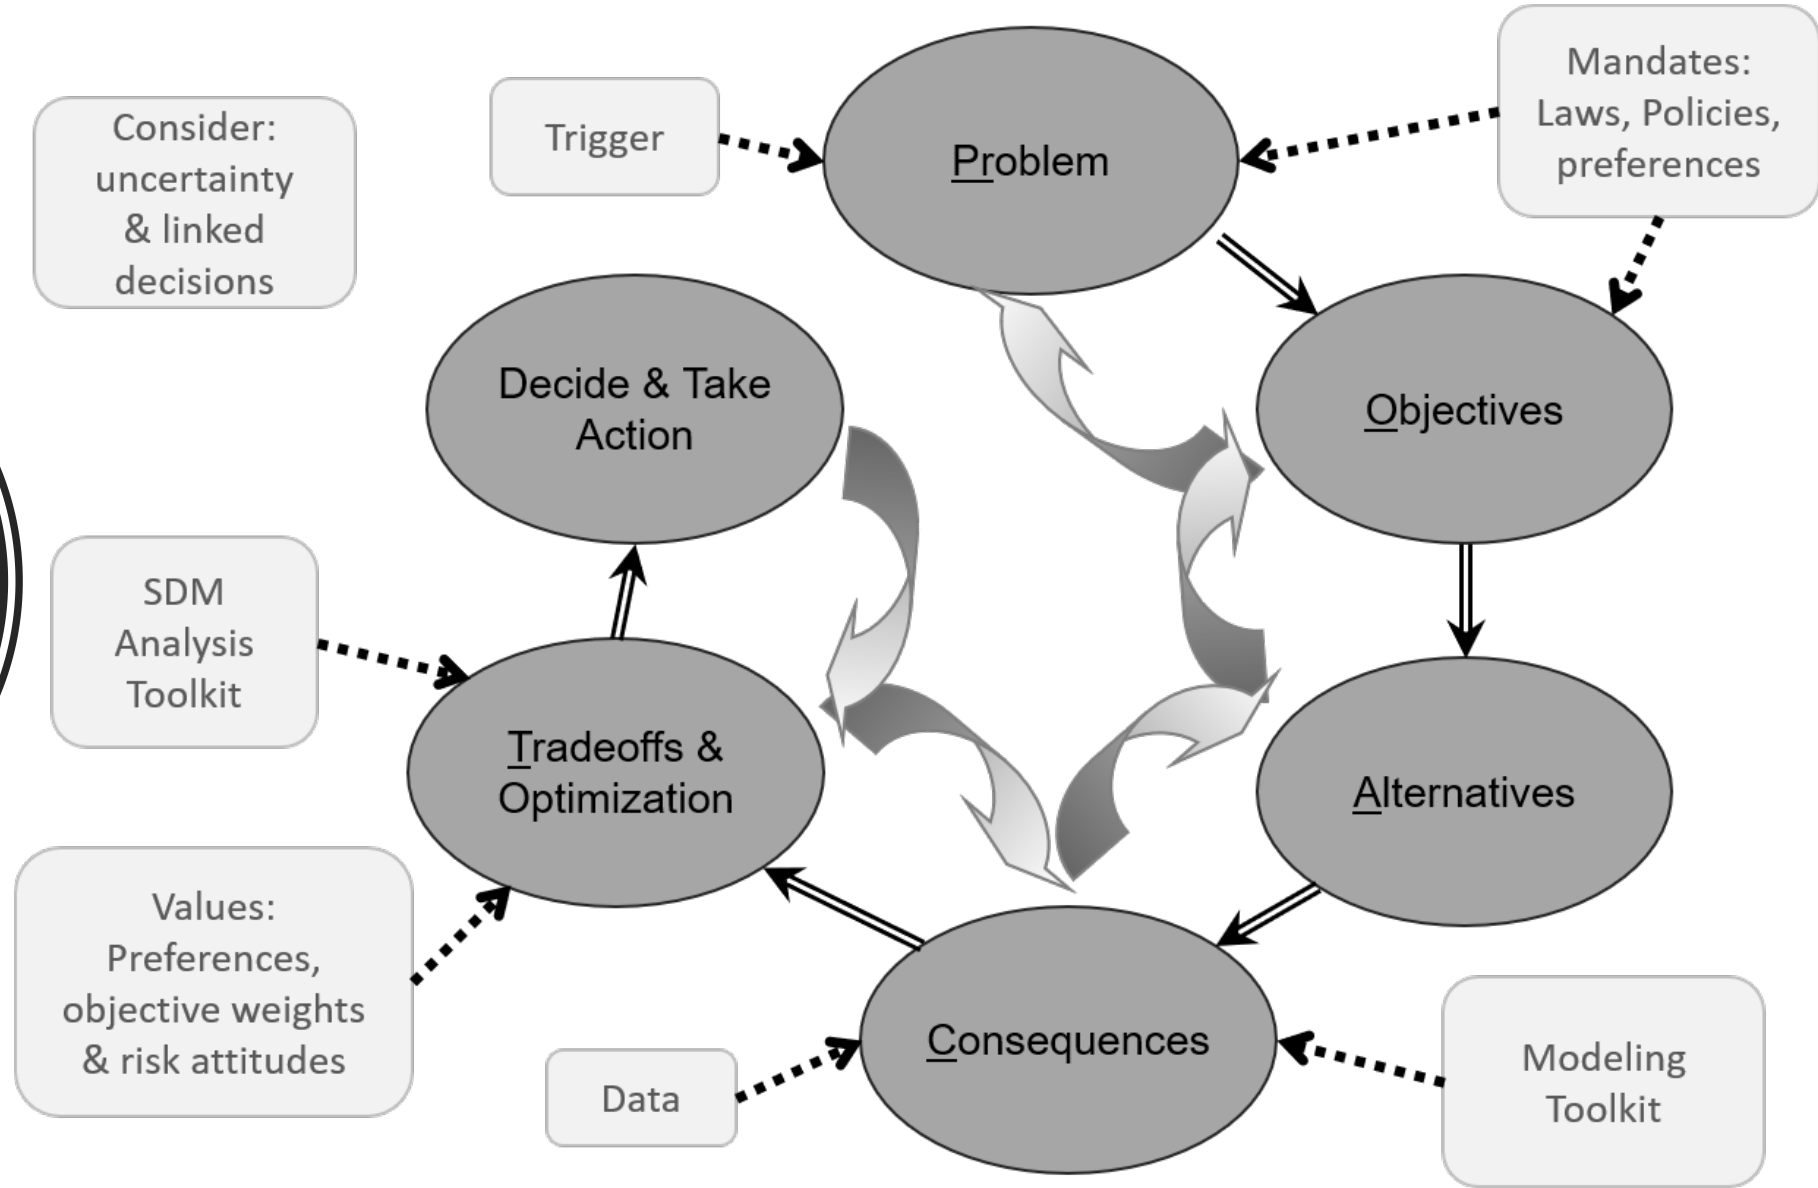 Consider:
uncertainty
& linked
decisions
Trigger
Problem
Mandates:
Laws, Policies,
preferences
Decide & Take
Action
Objectives
SDM
Analysis
Toolkit
Tradeoffs &
Optimization
Alternatives
Values:
Preferences,
objective weights
& risk attitudes
Data
Consequences
Modeling
Toolkit